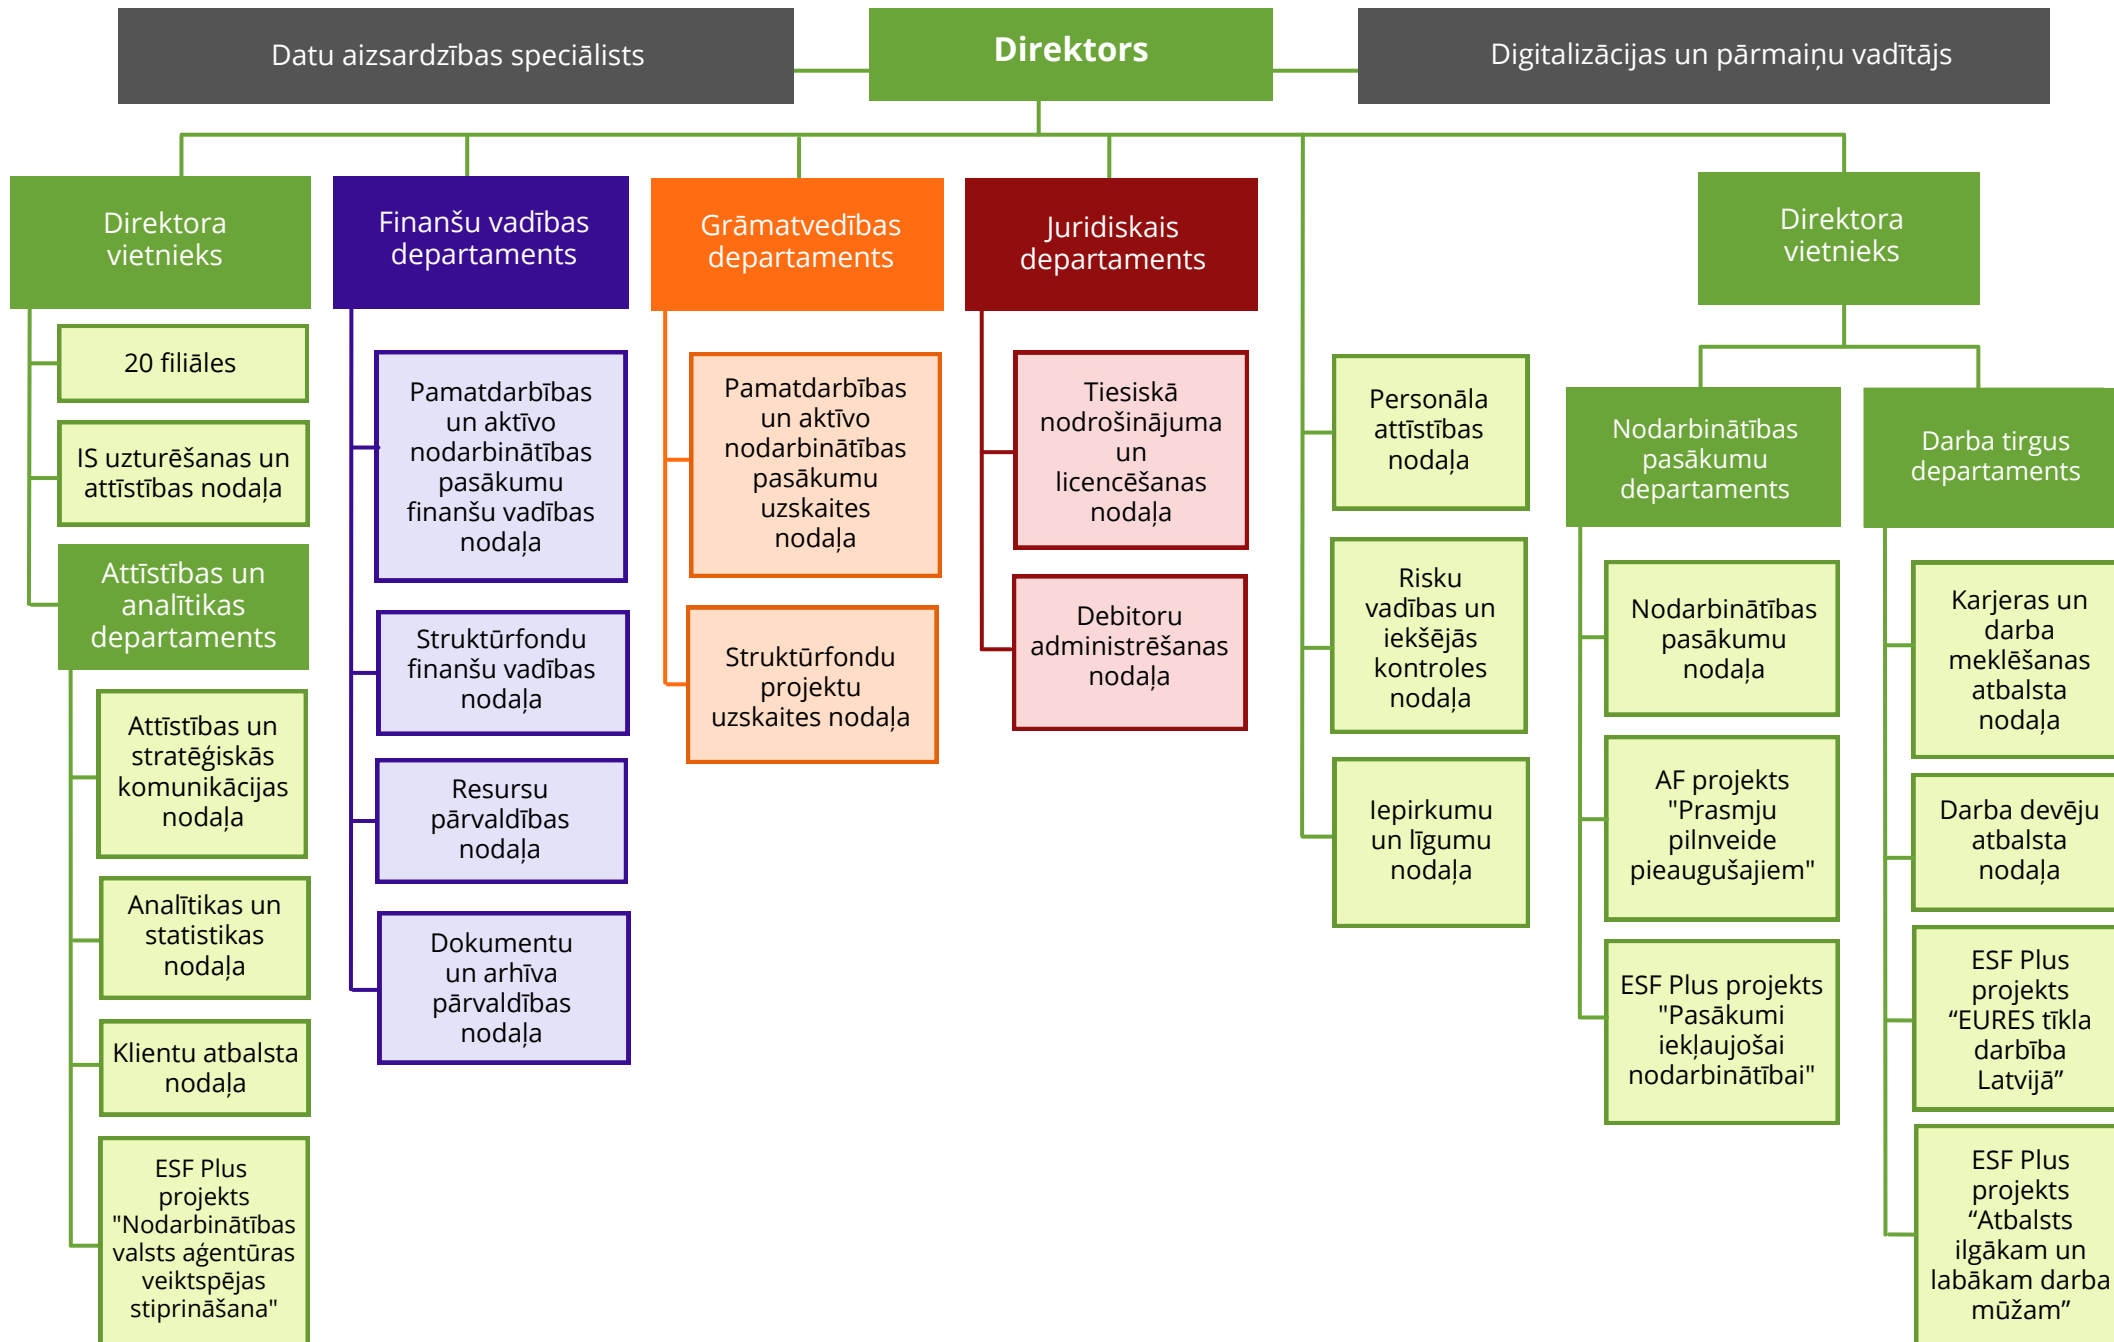 Datu aizsardzības speciālists
Direktors
Digitalizācijas un pārmaiņu vadītājs
Direktora
vietnieks
20 filiāles
IS uzturēšanas un
attīstības nodaļa
Attīstības un
analītikas
departaments
Attīstības un
stratēģiskās
komunikācijas
nodaļa
Analītikas un
statistikas
nodaļa
Klientu atbalsta
nodaļa
ESF Plus
projekts
"Nodarbinātības
valsts aģentūras
veiktspējas
stiprināšana"
Finanšu vadības
departaments
Pamatdarbības
un aktīvo
nodarbinātības
pasākumu
finanšu vadības
nodaļa
Struktūrfondu
finanšu vadības
nodaļa
Resursu
pārvaldības
nodaļa
Dokumentu
un arhīva
pārvaldības
nodaļa
Grāmatvedības
departaments
Pamatdarbības
un aktīvo
nodarbinātības
pasākumu
uzskaites
nodaļa
Struktūrfondu
projektu
uzskaites nodaļa
Juridiskais
departaments
Tiesiskā
nodrošinājuma
un
licencēšanas
nodaļa
Debitoru
administrēšanas
nodaļa
Personāla
attīstības
nodaļa
Risku
vadības un
iekšējās
kontroles
nodaļa
Iepirkumu
un līgumu
nodaļa
Direktora
vietnieks
Nodarbinātības
pasākumu
departaments
Nodarbinātības
pasākumu
nodaļa
AF projekts
"Prasmju
pilnveide
pieaugušajiem"
ESF Plus projekts
"Pasākumi
iekļaujošai
nodarbinātībai"
Darba tirgus
departaments
Karjeras un
darba
meklēšanas
atbalsta
nodaļa
Darba devēju
atbalsta
nodaļa
ESF Plus
projekts
“EURES tīkla
darbība
Latvijā”
ESF Plus
projekts
“Atbalsts
ilgākam un
labākam darba
mūžam”